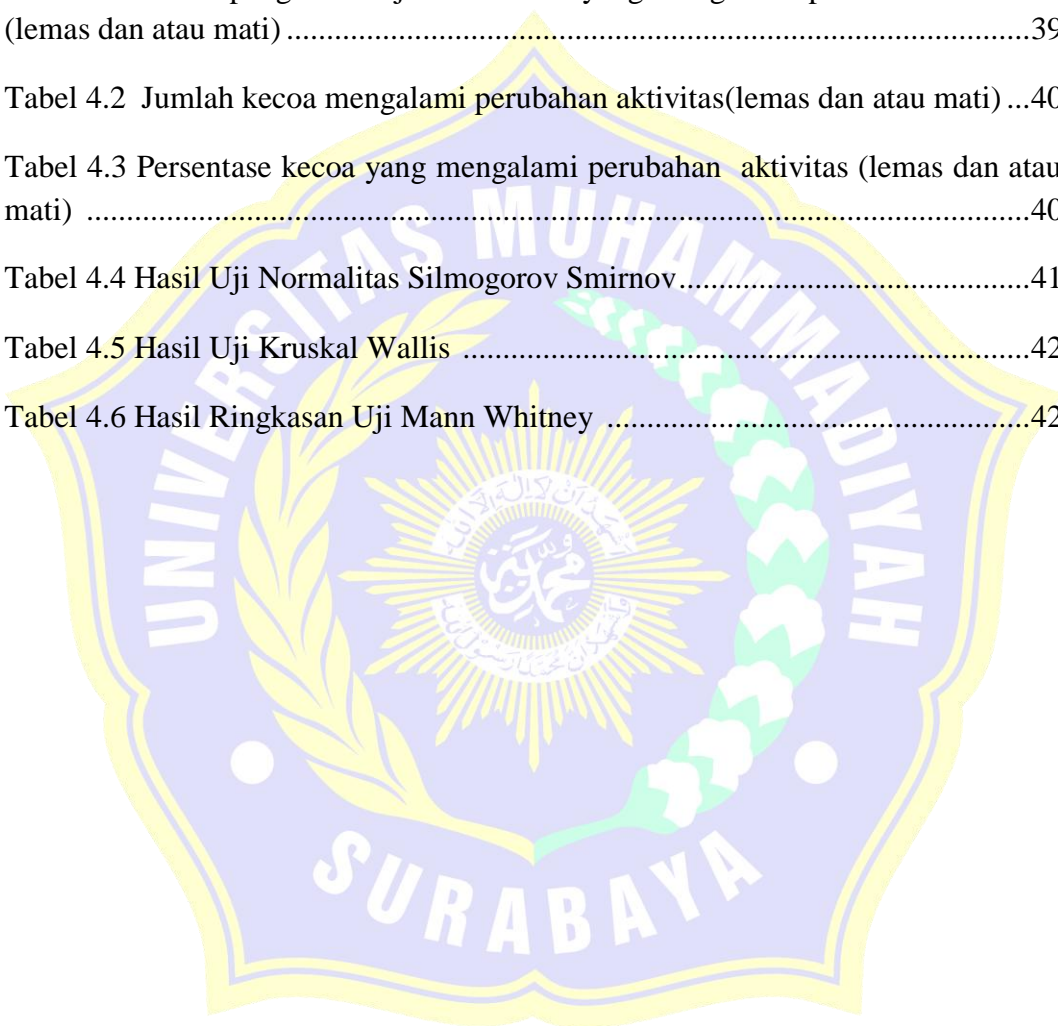 (lemas dan atau mati) ..........................................................................................39
Tabel 4.2 Jumlah kecoa mengalami perubahan aktivitas(lemas dan atau mati) ...40
Tabel 4.3 Persentase kecoa yang mengalami perubahan aktivitas (lemas dan atau
mati) ......................................................................................................................40
Tabel 4.4 Hasil Uji Normalitas Silmogorov Smirnov............................................41
Tabel 4.5 Hasil Uji Kruskal Wallis .......................................................................42
Tabel 4.6 Hasil Ringkasan Uji Mann Whitney .....................................................42
UNIVERSITAS MUHAMMADIYAH
محمد
SURABAYA